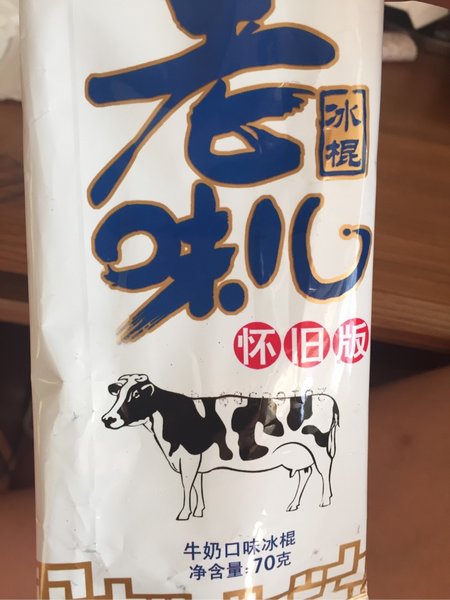 老
冰棍
味儿
怀旧版
牛奶口味冰棍
净含量:70克